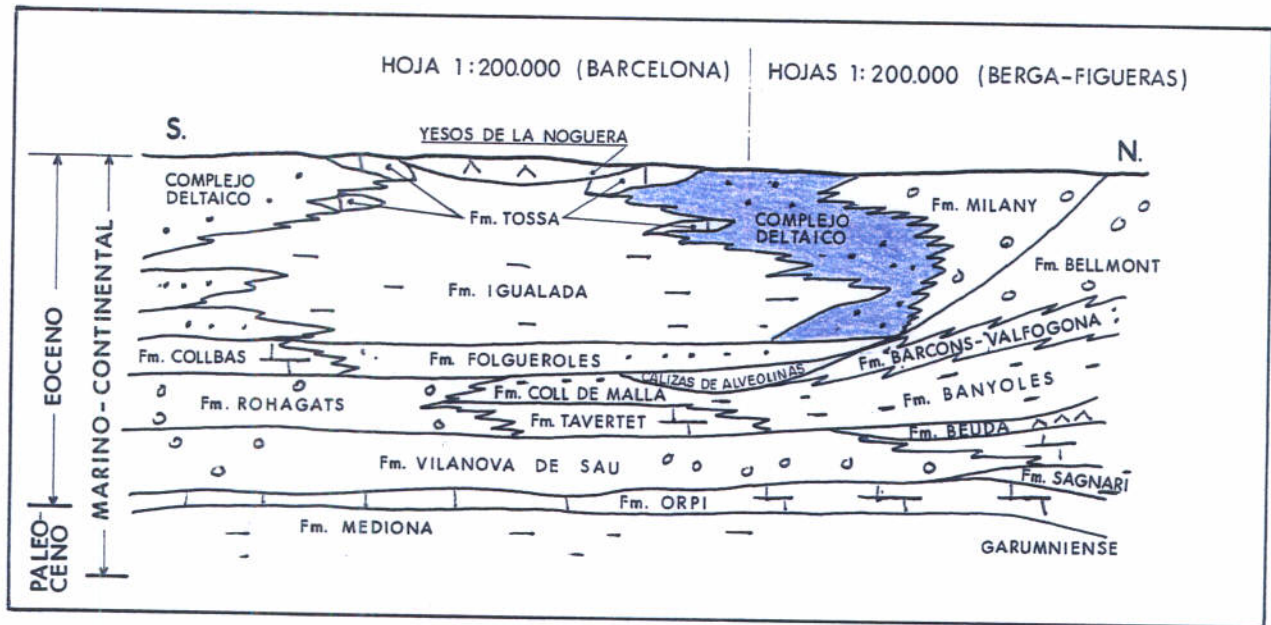 HOJA 1:200.000 (BARCELONA)
HOJAS 1:200.000 (BERGA-FIGUERAS)
S.
YESOS DE LA NOGUERA
N.
COMPLEJO
DELTAICO
Fm. TOSSA
COMPLEJO
DELTAICO
Fm. MILANY
Fm. BELLMONT
Fm. IGUALADA
Fm. BARCONS-VALFOGONA
Fm. COLLBAS
Fm. FOLGUEROLES
CALIZAS DE ALVEOLINAS
Fm. BANYOLES
Fm. ROHAGATS
Fm. COLL DE MALLA
Fm. TAVERTET
Fm. BEUDA
Fm. VILANOVA DE SAU
Fm. SAGNARÍ
Fm. ORPI
Fm. MEDIONA
GARUMNIENSE
EOCENO
MARINO-CONTINENTAL
PALEO-
CENO